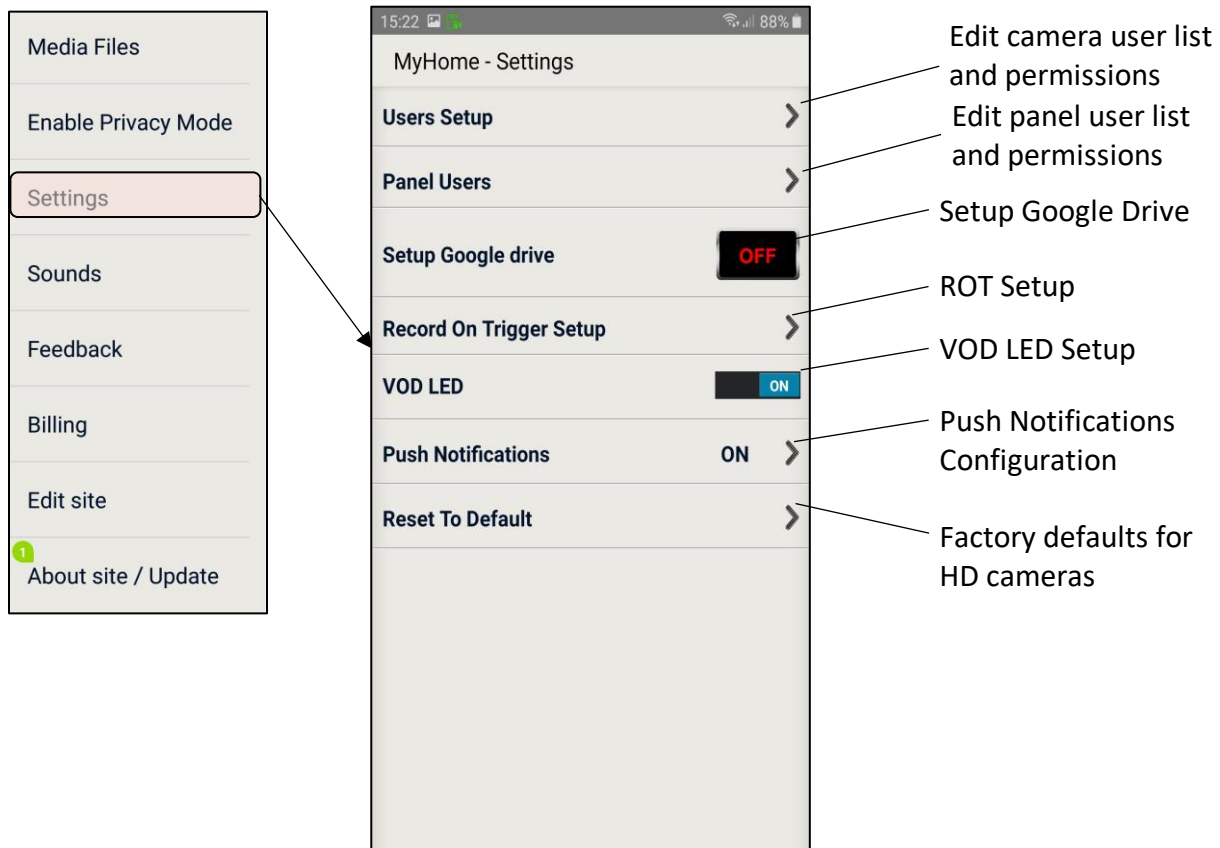 Media Files
Enable Privacy Mode
Settings
Sounds
Feedback
Billing
Edit site
1
About site / Update
15:22 88%
MyHome - Settings
Users Setup
Panel Users
Setup Google drive OFF
Record On Trigger Setup
VOD LED ON
Push Notifications ON
Reset To Default
Edit camera user list
and permissions
Edit panel user list
and permissions
Setup Google Drive
ROT Setup
VOD LED Setup
Push Notifications
Configuration
Factory defaults for
HD cameras